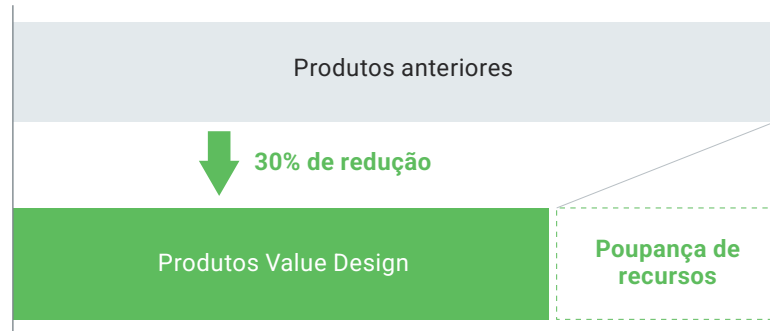 Produtos anteriores
30% de redução
Produtos Value Design
Poupança de
recursos